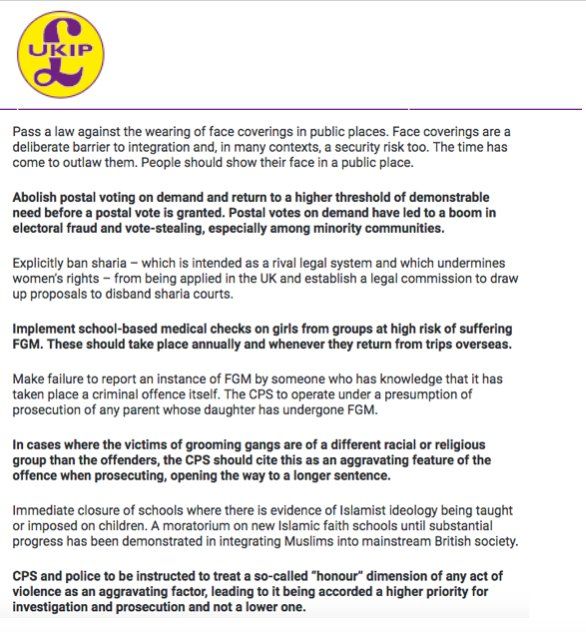 UKIP
Pass a law against the wearing of face coverings in public places. Face coverings are a
deliberate barrier to integration and, in many contexts, a security risk too. The time has
come to outlaw them. People should show their face in a public place.
Abolish postal voting on demand and return to a higher threshold of demonstrable
need before a postal vote is granted. Postal votes on demand have led to a boom in
electoral fraud and vote-stealing, especially among minority communities.
Explicitly ban sharia – which is intended as a rival legal system and which undermines
women's rights – from being applied in the UK and establish a legal commission to draw
up proposals to disband sharia courts.
Implement school-based medical checks on girls from groups at high risk of suffering
FGM. These should take place annually and whenever they return from trips overseas.
Make failure to report an instance of FGM by someone who has knowledge that it has
taken place a criminal offence itself. The CPS to operate under a presumption of
prosecution of any parent whose daughter has undergone FGM.
In cases where the victims of grooming gangs are of a different racial or religious
group than the offenders, the CPS should cite this as an aggravating feature of the
offence when prosecuting, opening the way to a longer sentence.
Immediate closure of schools where there is evidence of Islamist ideology being taught
or imposed on children. A moratorium on new Islamic faith schools until substantial
progress has been demonstrated in integrating Muslims into mainstream British society.
CPS and police to be instructed to treat a so-called "honour" dimension of any act of
violence as an aggravating factor, leading to it being accorded a higher priority for
investigation and prosecution and not a lower one.